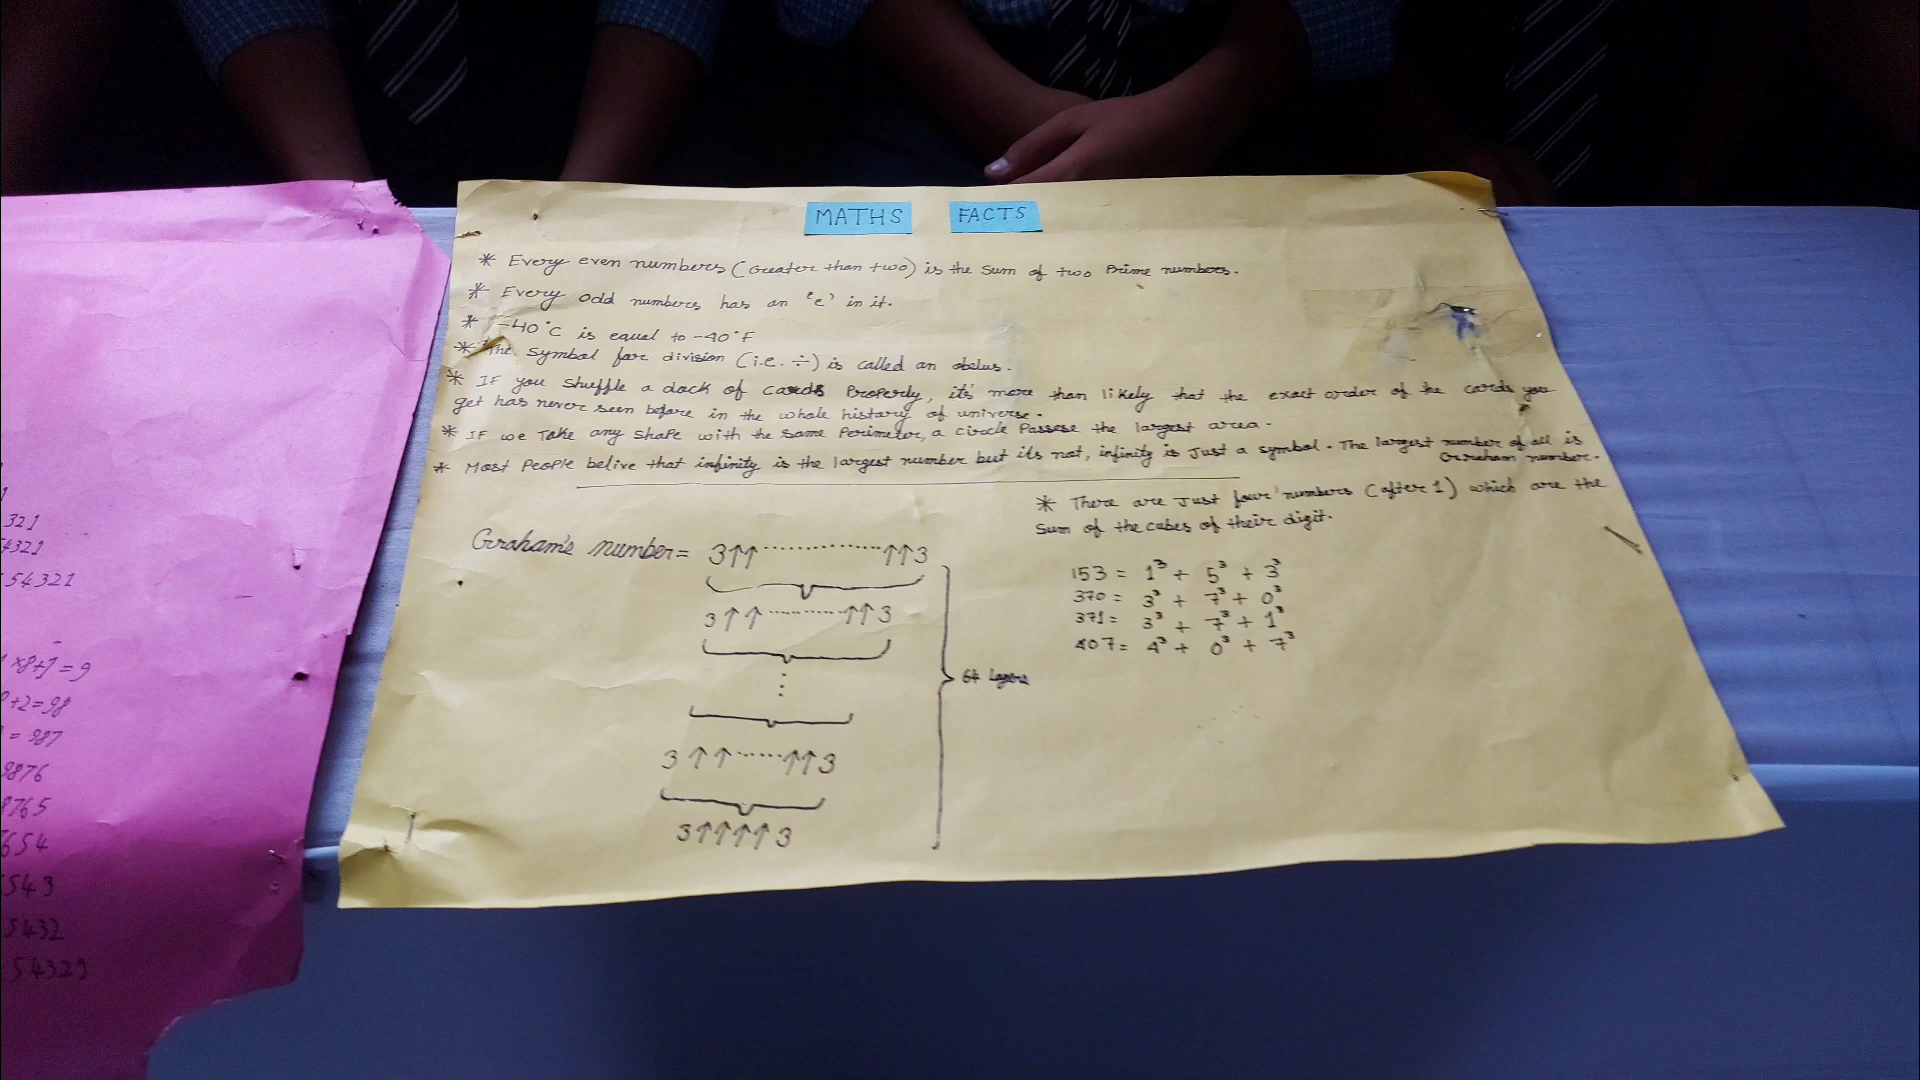 MATHS FACTS
* Every even numbers (Greater than two) is the Sum of two Prime numbers.
* Every odd numbers has an 'e' in it.
* -40°C is equal to -40°F
* The Symbol for division (i.e. ÷) is called an obelus.
* IF you Shuffle a dack of Cards Properly, it's more than likely that the exact order of the cards you
get has never seen before in the whole history of universe.
* IF we Take any Shape with the Same Perimeter, a circle Passese the largest area.
* Most People belive that infinity is the largest number but its not, infinity is Just a symbol. The largest number of all is
Graham number.
* There are Just four numbers (after 1) which are the
Sum of the cubes of their digit.
Graham's number = 3↑↑...............↑↑3
3↑↑...........↑↑3
⋮
3↑↑......↑↑3
3↑↑↑↑3
64 Layers
153 = 1³ + 5³ + 3³
370 = 3³ + 7³ + 0³
371 = 3³ + 7³ + 1³
407 = 4³ + 0³ + 7³
1
321
4321
54321
×8+1=9
+2=98
= 987
9876
8765
654
543
5432
54329